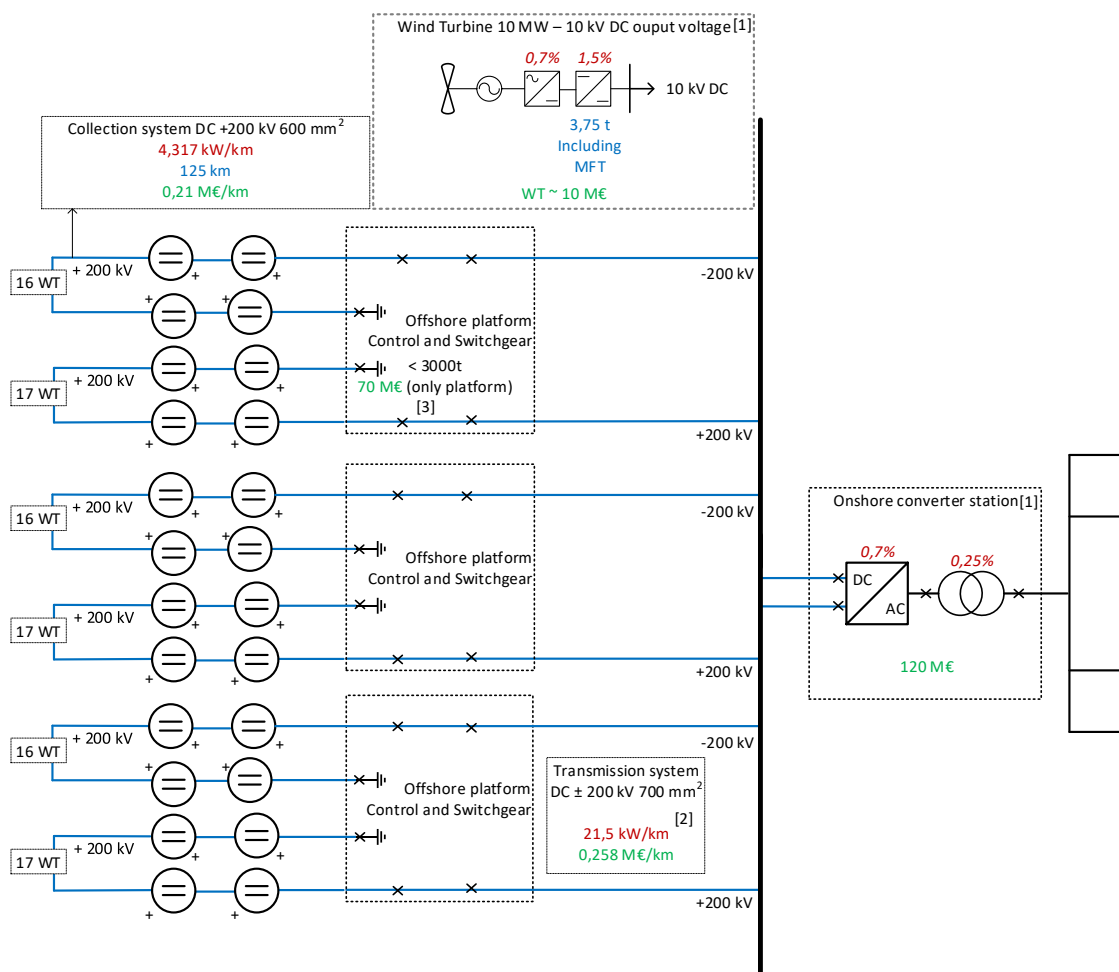 Wind Turbine 10 MW – 10 kV DC ouput voltage[1]
0,7%
1,5%
10 kV DC
3,75 t
Including
MFT
WT ~ 10 M€
Collection system DC +200 kV 600 mm²
4,317 kW/km
125 km
0,21 M€/km
16 WT
+ 200 kV
+
+
-200 kV
+
+
Offshore platform
Control and Switchgear
< 3000t
70 M€ (only platform)
[3]
17 WT
+ 200 kV
+
+
+
+
+200 kV
16 WT
+ 200 kV
+
+
-200 kV
+
+
Offshore platform
Control and Switchgear
17 WT
+ 200 kV
+
+
+
+
+200 kV
Onshore converter station[1]
0,7%
0,25%
DC
AC
120 M€
16 WT
+ 200 kV
+
+
-200 kV
+
+
Offshore platform
Control and Switchgear
17 WT
+ 200 kV
+
+
+
+
+200 kV
Transmission system
DC ± 200 kV 700 mm²
[2]
21,5 kW/km
0,258 M€/km